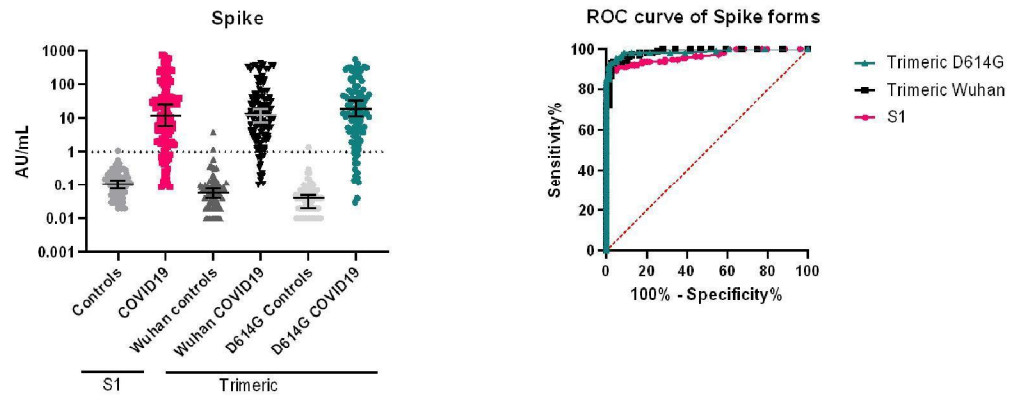 Spike
AU/mL
1000
100
10
1
0.1
0.01
0.001
Controls
COVID19
Wuhan controls
Wuhan COVID19
D614G Controls
D614G COVID19
S1
Trimeric
ROC curve of Spike forms
Sensitivity%
100
80
60
40
20
0
0 20 40 60 80 100
100% - Specificity%
Trimeric D614G
Trimeric Wuhan
S1